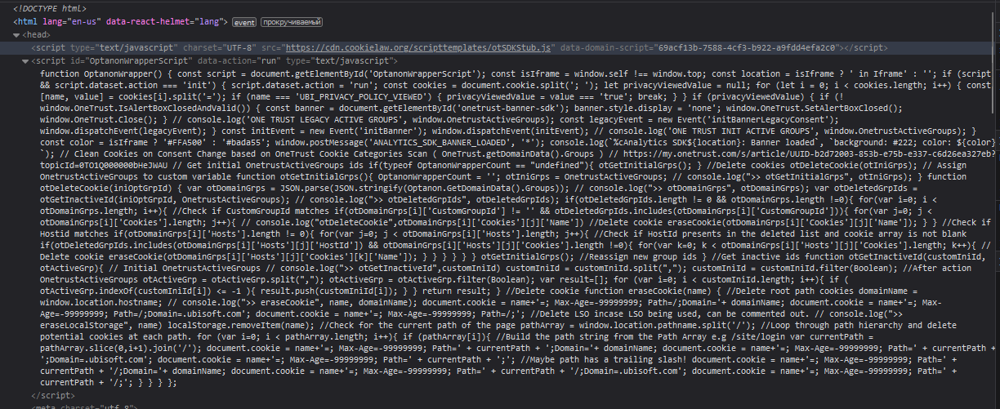 <!DOCTYPE html>
<html lang="en-us" data-react-helmet="lang"> event прокручиваемый
<head>
<script type="text/javascript" charset="UTF-8" src="https://cdn.cookielaw.org/scripttemplates/otSDKStub.js" data-domain-script="69acf13b-7588-4cf3-b922-a9fdd4efa2c0"></script>
<script id="OptanonWrapperScript" data-action="run" type="text/javascript">
function OptanonWrapper() { const script = document.getElementById('OptanonWrapperScript'); const isIframe = window.self !== window.top; const location = isIframe ? ' in Iframe' : ''; if (script
&& script.dataset.action === 'init') { script.dataset.action = 'run'; const cookies = document.cookie.split('; '); let privacyViewedValue = null; for (let i = 0; i < cookies.length; i++) { const
[name, value] = cookies[i].split('='); if (name === 'UBI_PRIVACY_POLICY_VIEWED') { privacyViewedValue = value === 'true'; break; } } if (privacyViewedValue) { if (!
window.OneTrust.IsAlertBoxClosedAndValid()) { const banner = document.getElementById('onetrust-banner-sdk'); banner.style.display = 'none'; window.OneTrust.SetAlertBoxClosed();
window.OneTrust.Close(); } // console.log('ONE TRUST LEGACY ACTIVE GROUPS', window.OnetrustActiveGroups); const legacyEvent = new Event('initBannerLegacyConsent');
window.dispatchEvent(legacyEvent); } const initEvent = new Event('initBanner'); window.dispatchEvent(initEvent); // console.log('ONE TRUST INIT ACTIVE GROUPS', window.OnetrustActiveGroups); }
const color = isIframe ? '#FFA500' : '#bada55'; window.postMessage('ANALYTICS_SDK_BANNER_LOADED', '*'); console.log(`%cAnalytics SDK${location}: Banner loaded`, `background: #222; color: ${color}
`); // Clean Cookies on Consent Change based on OneTrust Cookie Categories Scan ( OneTrust.getDomainData().Groups ) // https://my.onetrust.com/s/article/UUID-b2d72003-853b-e75b-e337-c6d26ea327eb?
topicId=0TO1Q000000bHeJWAU // Get initial OnetrustActiveGroups ids if(typeof OptanonWrapperCount == "undefined"){ otGetInitialGrps(); } //Delete cookies otDeleteCookie(otIniGrps); // Assign
OnetrustActiveGroups to custom variable function otGetInitialGrps(){ OptanonWrapperCount = ''; otIniGrps = OnetrustActiveGroups; // console.log(">> otGetInitialGrps", otIniGrps); } function
otDeleteCookie(iniOptGrpId) { var otDomainGrps = JSON.parse(JSON.stringify(Optanon.GetDomainData().Groups)); // console.log(">> otDomainGrps", otDomainGrps); var otDeletedGrpIds =
otGetInactiveId(iniOptGrpId, OnetrustActiveGroups); // console.log(">> otDeletedGrpIds", otDeletedGrpIds); if(otDeletedGrpIds.length != 0 && otDomainGrps.length !=0){ for(var i=0; i <
otDomainGrps.length; i++){ //Check if CustomGroupId matches if(otDomainGrps[i]['CustomGroupId'] != '' && otDeletedGrpIds.includes(otDomainGrps[i]['CustomGroupId'])){ for(var j=0; j <
otDomainGrps[i]['Cookies'].length; j++){ // console.log("otDeleteCookie",otDomainGrps[i]['Cookies'][j]['Name']) //Delete cookie eraseCookie(otDomainGrps[i]['Cookies'][j]['Name']); } } //Check if
Hostid matches if(otDomainGrps[i]['Hosts'].length != 0){ for(var j=0; j < otDomainGrps[i]['Hosts'].length; j++){ //Check if HostId presents in the deleted list and cookie array is not blank
if(otDeletedGrpIds.includes(otDomainGrps[i]['Hosts'][j]['HostId']) && otDomainGrps[i]['Hosts'][j]['Cookies'].length !=0){ for(var k=0; k < otDomainGrps[i]['Hosts'][j]['Cookies'].length; k++){ //
Delete cookie eraseCookie(otDomainGrps[i]['Hosts'][j]['Cookies'][k]['Name']); } } } } } } otGetInitialGrps(); //Reassign new group ids } //Get inactive ids function otGetInactiveId(customIniId,
otActiveGrp){ // Initial OnetrustActiveGroups // console.log(">> otGetInactiveId",customIniId) customIniId = customIniId.split(","); customIniId = customIniId.filter(Boolean); //After action
OnetrustActiveGroups otActiveGrp = otActiveGrp.split(","); otActiveGrp = otActiveGrp.filter(Boolean); var result=[]; for (var i=0; i < customIniId.length; i++){ if (
otActiveGrp.indexOf(customIniId[i]) <= -1 ){ result.push(customIniId[i]); } } return result; } //Delete cookie function eraseCookie(name) { //Delete root path cookies domainName =
window.location.hostname; // console.log(">> eraseCookie", name, domainName); document.cookie = name+'=; Max-Age=-99999999; Path=/;Domain='+ domainName; document.cookie = name+'=; Max-
Age=-99999999; Path=/;Domain=.ubisoft.com'; document.cookie = name+'=; Max-Age=-99999999; Path=/;'; //Delete LSO incase LSO being used, can be commented out. // console.log(">>
eraseLocalStorage", name) localStorage.removeItem(name); //Check for the current path of the page pathArray = window.location.pathname.split('/'); //Loop through path hierarchy and delete
potential cookies at each path. for (var i=0; i < pathArray.length; i++){ if (pathArray[i]){ //Build the path string from the Path Array e.g /site/login var currentPath =
pathArray.slice(0,i+1).join('/'); document.cookie = name+'=; Max-Age=-99999999; Path=' + currentPath + ';Domain='+ domainName; document.cookie = name+'=; Max-Age=-99999999; Path=' + currentPath +
';Domain=.ubisoft.com'; document.cookie = name+'=; Max-Age=-99999999; Path=' + currentPath + ';'; //Maybe path has a trailing slash! document.cookie = name+'=; Max-Age=-99999999; Path=' +
currentPath + '/;Domain='+ domainName; document.cookie = name+'=; Max-Age=-99999999; Path=' + currentPath + '/;Domain=.ubisoft.com'; document.cookie = name+'=; Max-Age=-99999999; Path=' +
currentPath + '/;'; } } } };
</script>
<meta charset="utf-8">